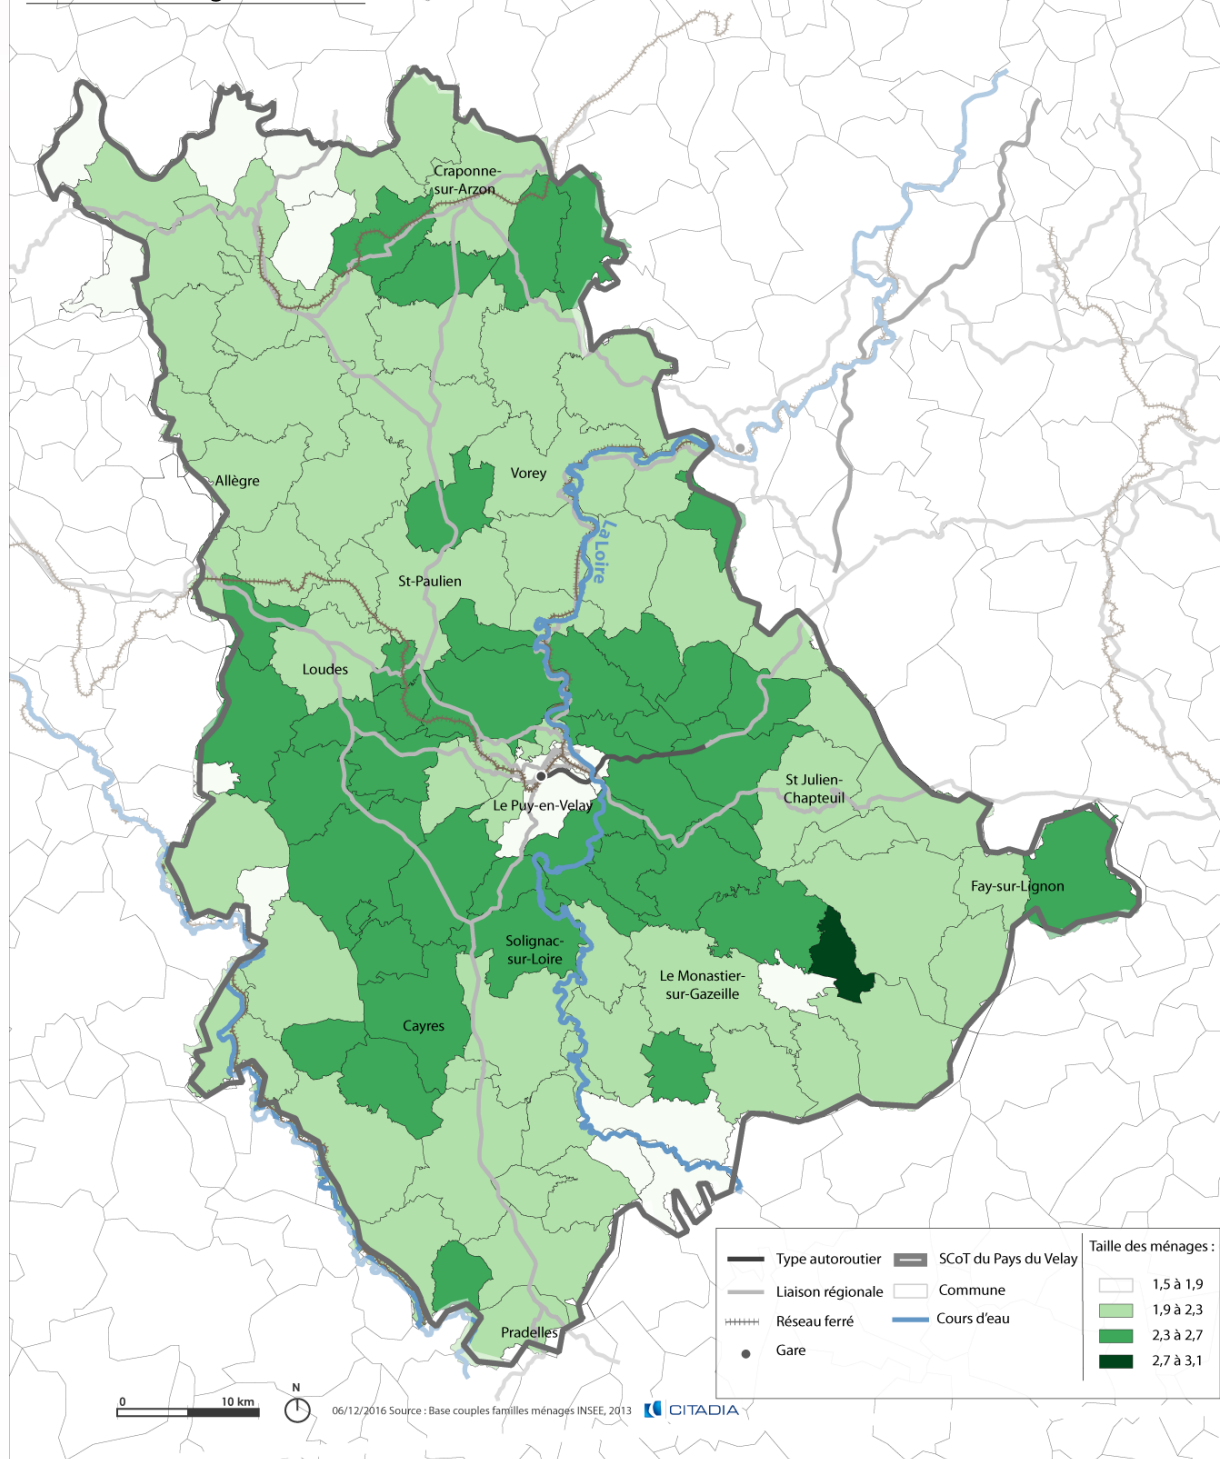 Craponne-
sur-Arzon
Allègre
Vorey
La Loire
St-Paulien
Loudes
St Julien-
Chapteuil
Le Puy-en-Velay
Fay-sur-Lignon
Solignac-
sur-Loire
Le Monastier-
sur-Gazeille
Cayres
Pradelles
Type autoroutier
Liaison régionale
Réseau ferré
Gare
SCoT du Pays du Velay
Commune
Cours d'eau
Taille des ménages :
1,5 à 1,9
1,9 à 2,3
2,3 à 2,7
2,7 à 3,1
0 10 km
N
06/12/2016 Source : Base couples familles ménages INSEE, 2013
CITADIA